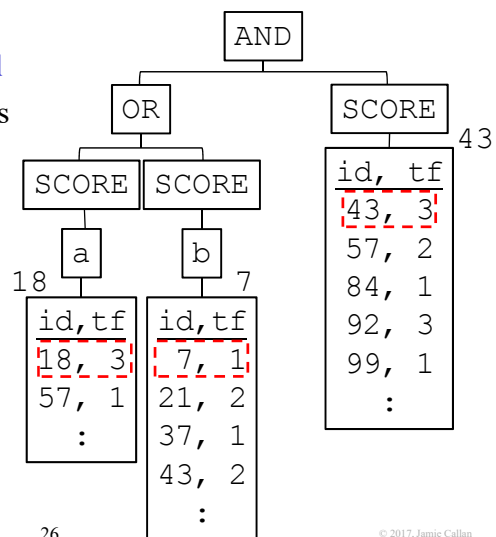 AND
OR
SCORE
43
SCORE
SCORE
id, tf
43, 3
57, 2
84, 1
92, 3
99, 1
:
a
b
18
7
id,tf
18, 3
57, 1
:
id,tf
7, 1
21, 2
37, 1
43, 2
:
26
© 2017, Jamie Callan